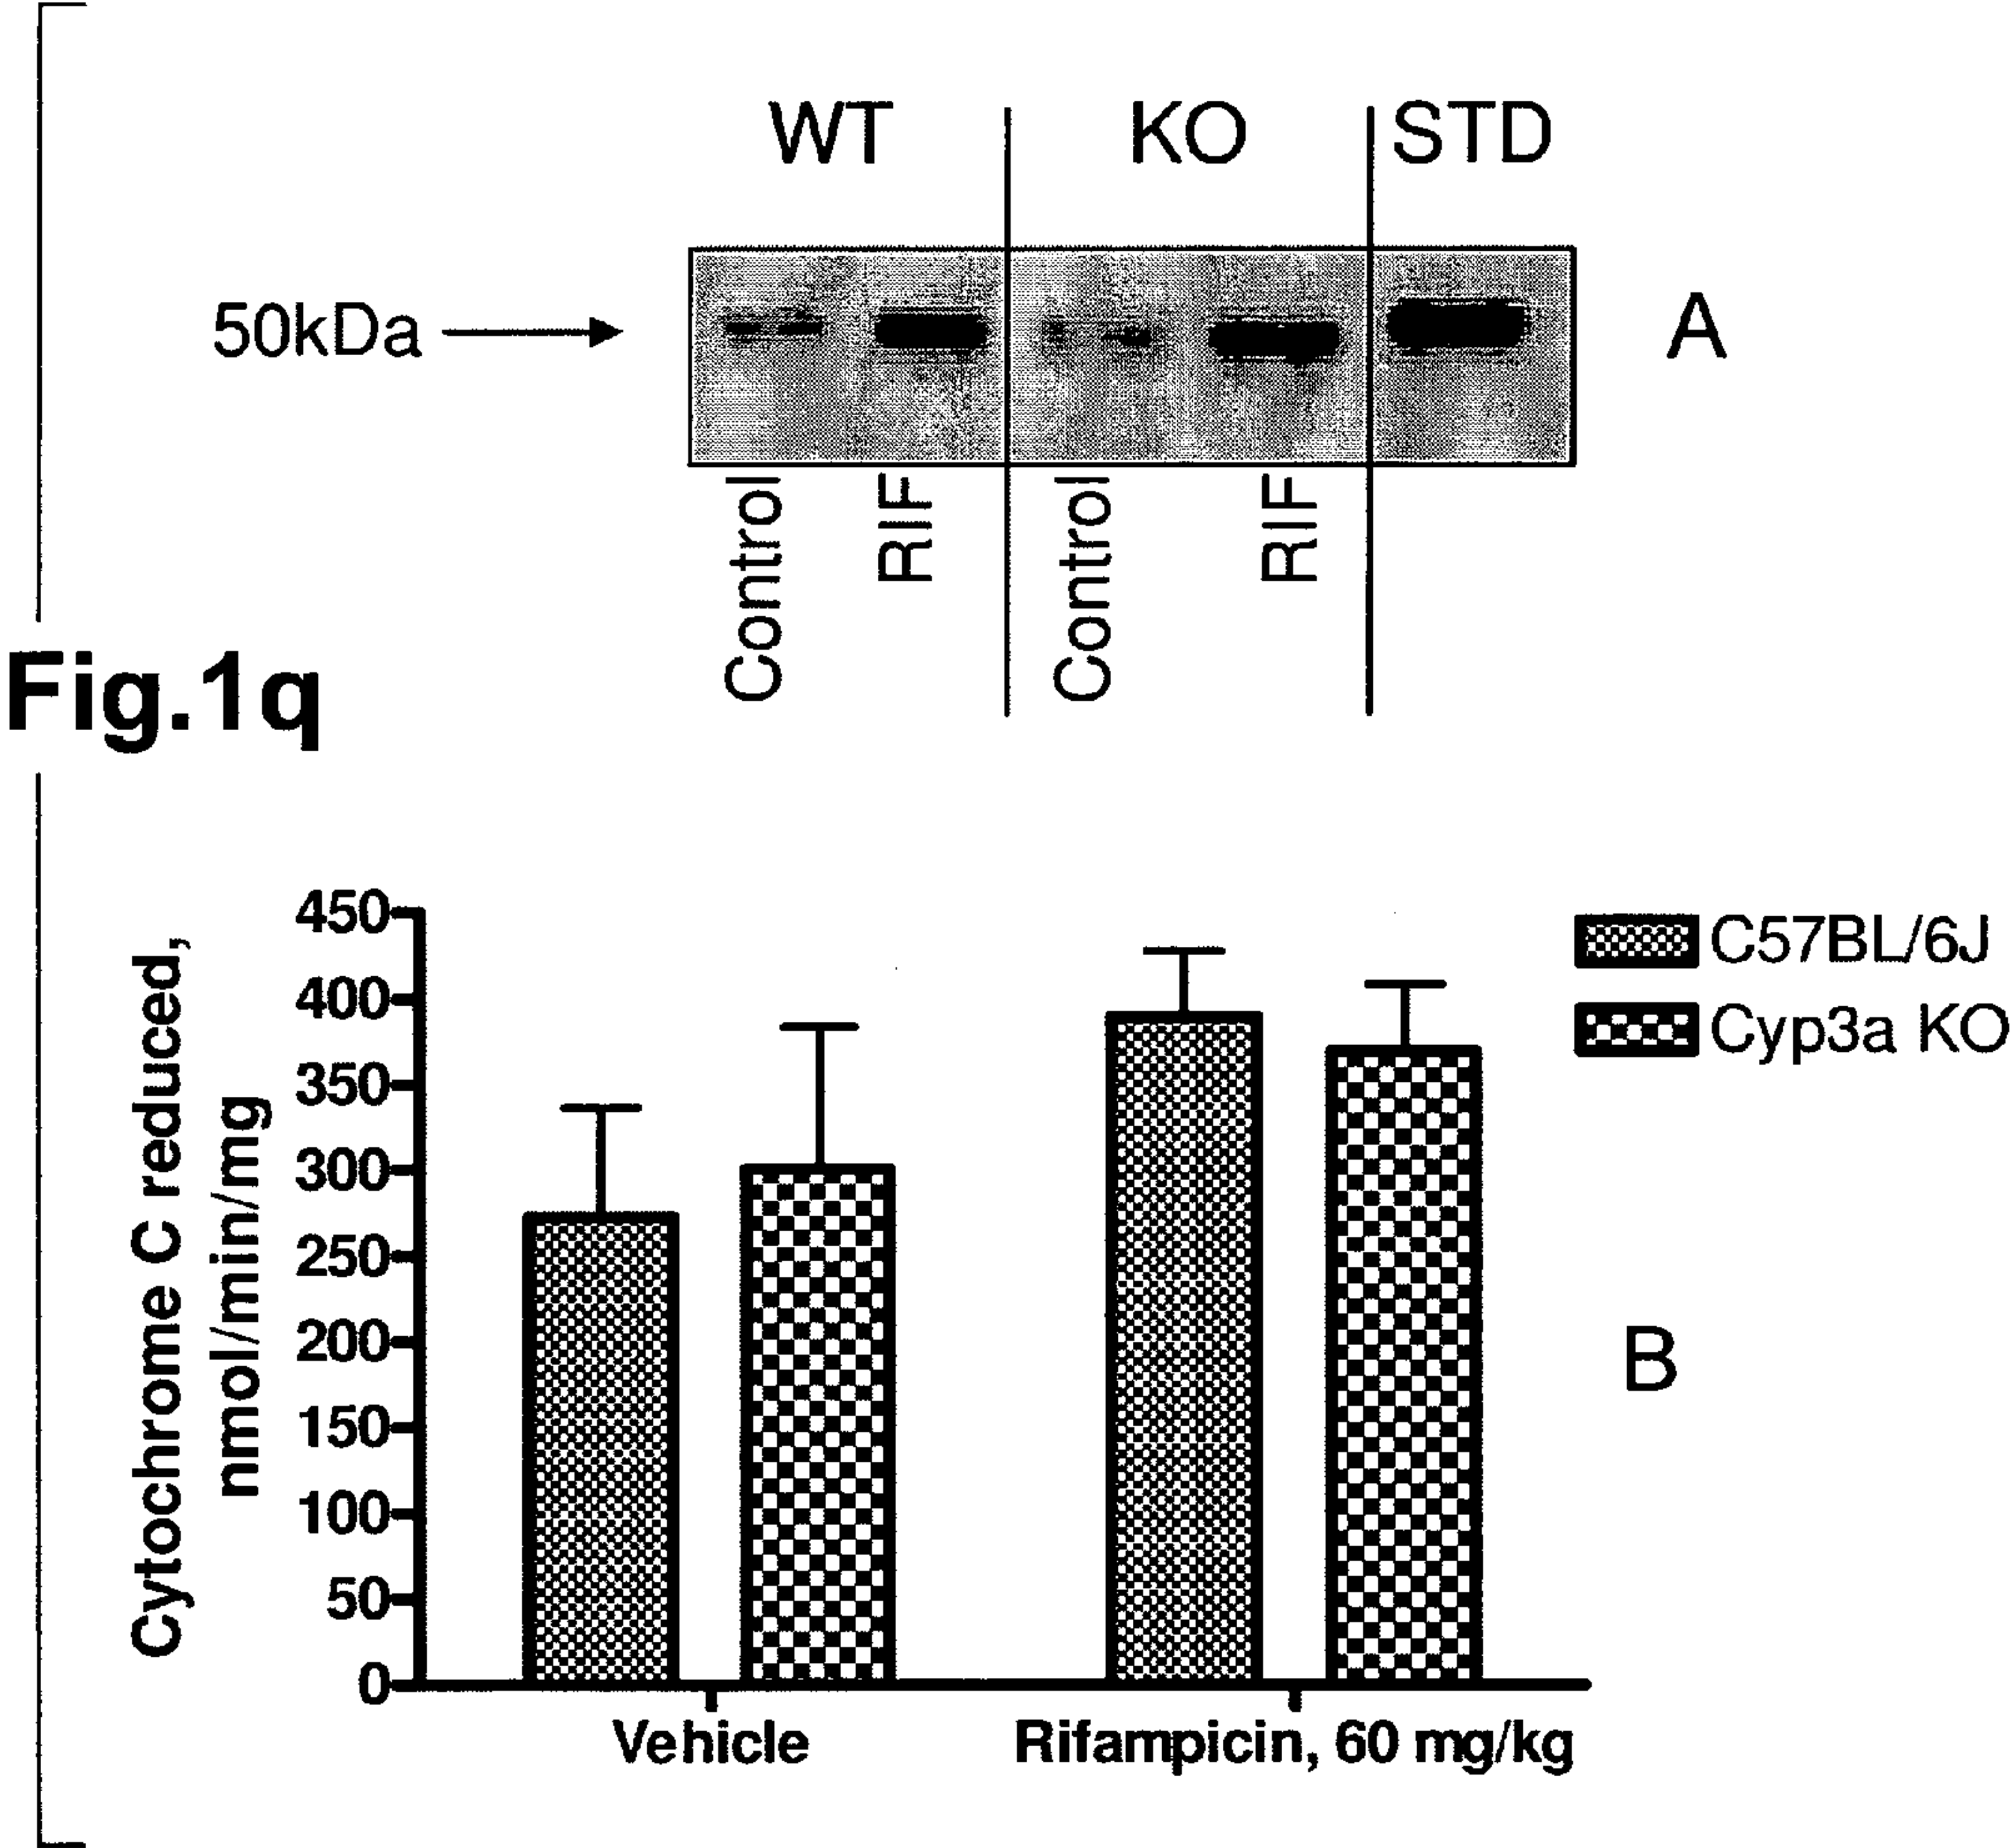 WT KO STD
50kDa
A
Control RIF Control RIF
Fig.1q
Cytochrome C reduced,
nmol/min/mg
450
400
350
300
250
200
150
100
50
0
C57BL/6J
Cyp3a KO
B
Vehicle Rifampicin, 60 mg/kg